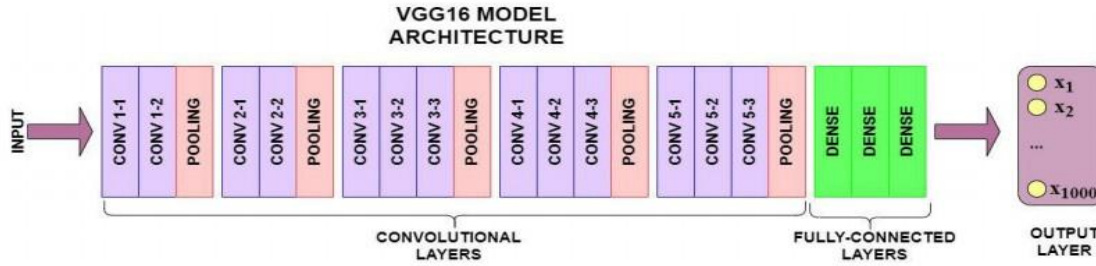 VGG16 MODEL
ARCHITECTURE
INPUT
CONV 1-1
CONV 1-2
POOLING
CONV 2-1
CONV 2-2
POOLING
CONV 3-1
CONV 3-2
CONV 3-3
POOLING
CONV 4-1
CONV 4-2
CONV 4-3
POOLING
CONV 5-1
CONV 5-2
CONV 5-3
POOLING
DENSE
DENSE
DENSE
x1
x2
...
x1000
CONVOLUTIONAL
LAYERS
FULLY-CONNECTED
LAYERS
OUTPUT
LAYER